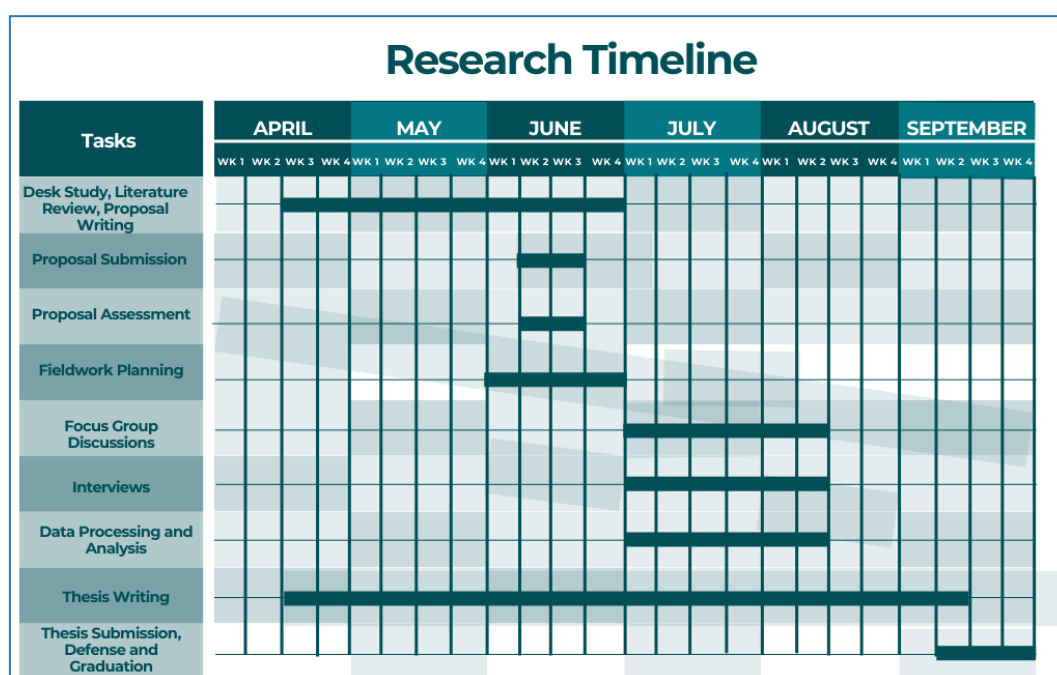 Research Timeline
Tasks
APRIL MAY JUNE JULY AUGUST SEPTEMBER
WK 1 WK 2 WK 3 WK 4 WK 1 WK 2 WK 3 WK 4 WK 1 WK 2 WK 3 WK 4 WK 1 WK 2 WK 3 WK 4 WK 1 WK 2 WK 3 WK 4 WK 1 WK 2 WK 3 WK 4
Desk Study, Literature
Review, Proposal
Writing
Proposal Submission
Proposal Assessment
Fieldwork Planning
Focus Group
Discussions
Interviews
Data Processing and
Analysis
Thesis Writing
Thesis Submission,
Defense and
Graduation